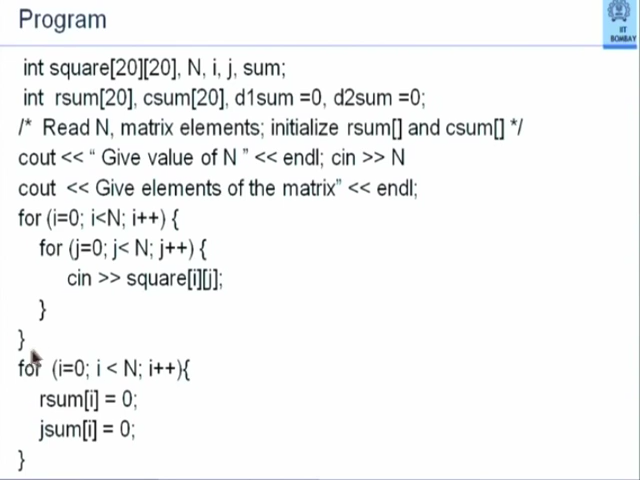 Program
IIT
BOMBAY
int square[20][20], N, i, j, sum;
int rsum[20], csum[20], d1sum =0, d2sum =0;
/* Read N, matrix elements; initialize rsum[] and csum[] */
cout << “ Give value of N ” << endl; cin >> N
cout << Give elements of the matrix” << endl;
for (i=0; i<N; i++) {
for (j=0; j< N; j++) {
cin >> square[i][j];
}
}
for (i=0; i < N; i++){
rsum[i] = 0;
jsum[i] = 0;
}